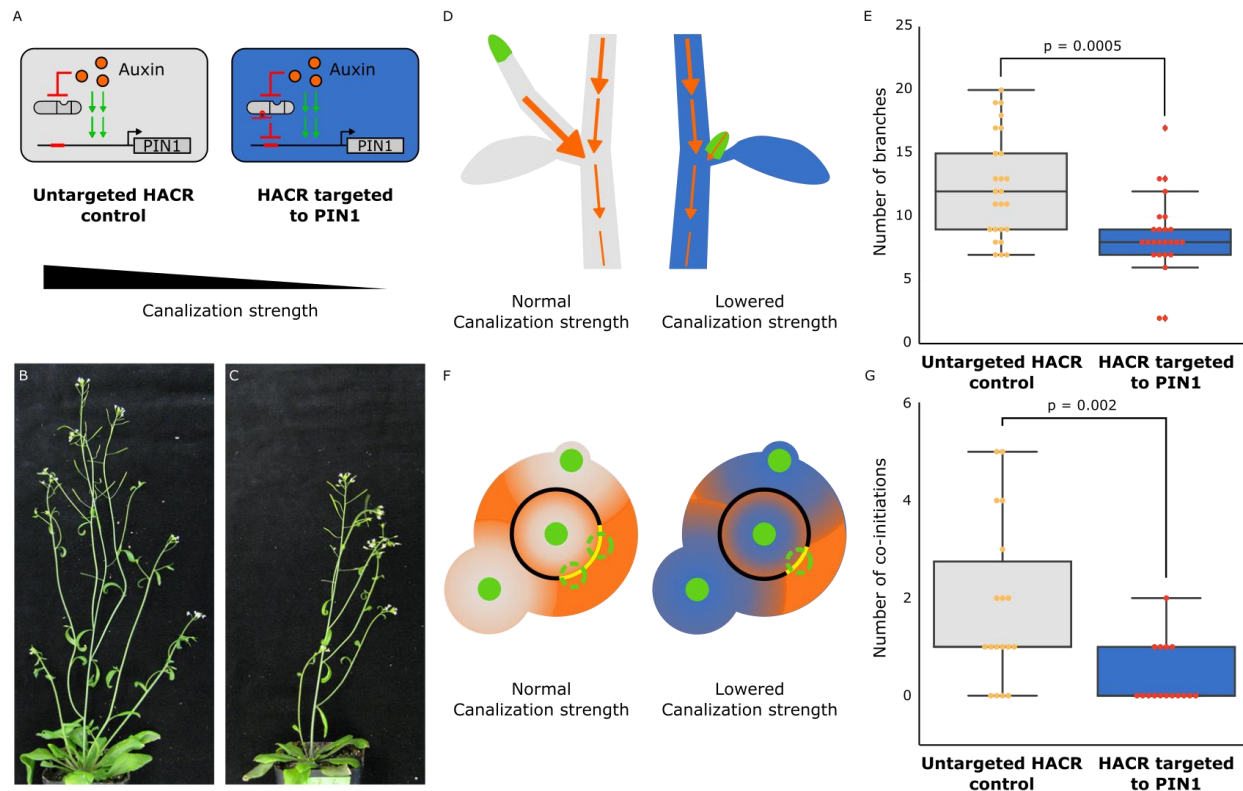 A
Auxin
PIN1
Auxin
PIN1
Untargeted HACR
control
HACR targeted
to PIN1
Canalization strength
B
C
D
Normal
Canalization strength
Lowered
Canalization strength
E
p = 0.0005
Number of branches
25
20
15
10
5
0
Untargeted HACR
control
HACR targeted
to PIN1
F
Normal
Canalization strength
Lowered
Canalization strength
G
p = 0.002
Number of co-initiations
6
4
2
0
Untargeted HACR
control
HACR targeted
to PIN1